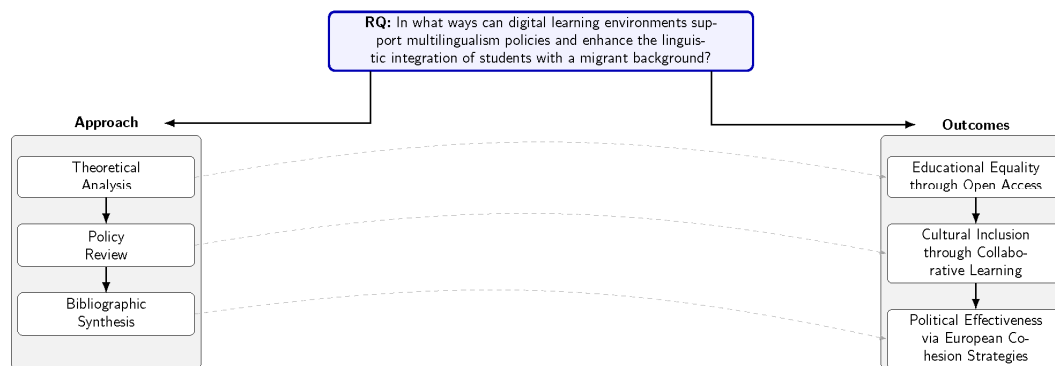 RQ: In what ways can digital learning environments sup-
port multilingualism policies and enhance the linguis-
tic integration of students with a migrant background?
Approach
Theoretical
Analysis
Policy
Review
Bibliographic
Synthesis
Outcomes
Educational Equality
through Open Access
Cultural Inclusion
through Collabo-
rative Learning
Political Effectiveness
via European Co-
hesion Strategies